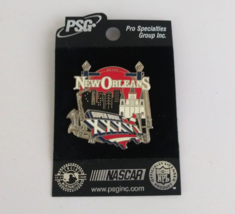 PSG
Pro Specialties
Group Inc.
NEW ORLEANS
SUPER BOWL
XXXVI
NASCAR
www.psginc.com